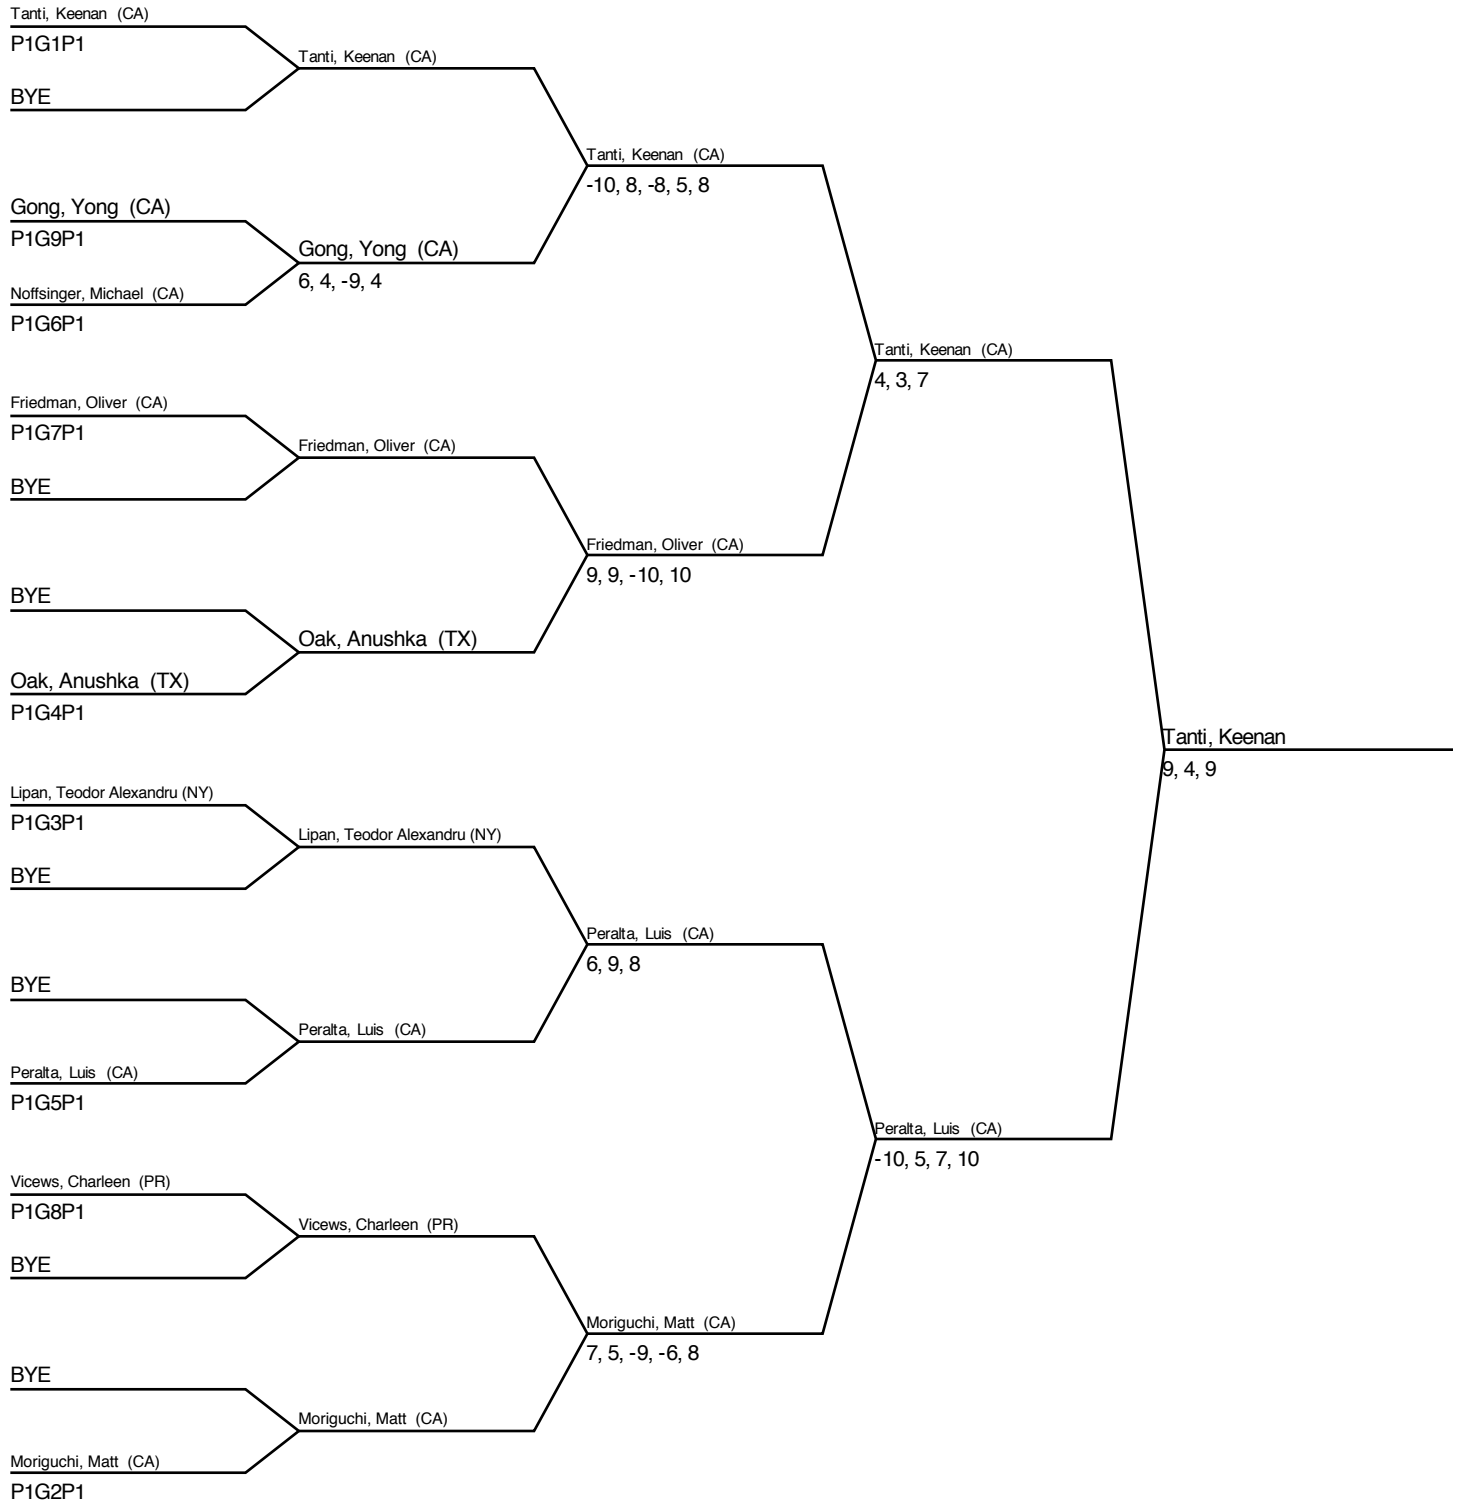 Tanti, Keenan (CA)
P1G1P1
Tanti, Keenan (CA)
BYE
Tanti, Keenan (CA)
-10, 8, -8, 5, 8
Gong, Yong (CA)
P1G9P1
Gong, Yong (CA)
6, 4, -9, 4
Noffsinger, Michael (CA)
P1G6P1
Tanti, Keenan (CA)
4, 3, 7
Friedman, Oliver (CA)
P1G7P1
Friedman, Oliver (CA)
BYE
Friedman, Oliver (CA)
9, 9, -10, 10
BYE
Oak, Anushka (TX)
Oak, Anushka (TX)
P1G4P1
Tanti, Keenan
9, 4, 9
Lipan, Teodor Alexandru (NY)
P1G3P1
Lipan, Teodor Alexandru (NY)
BYE
Peralta, Luis (CA)
6, 9, 8
BYE
Peralta, Luis (CA)
Peralta, Luis (CA)
P1G5P1
Peralta, Luis (CA)
-10, 5, 7, 10
Vicews, Charleen (PR)
P1G8P1
Vicews, Charleen (PR)
BYE
Moriguchi, Matt (CA)
7, 5, -9, -6, 8
BYE
Moriguchi, Matt (CA)
Moriguchi, Matt (CA)
P1G2P1